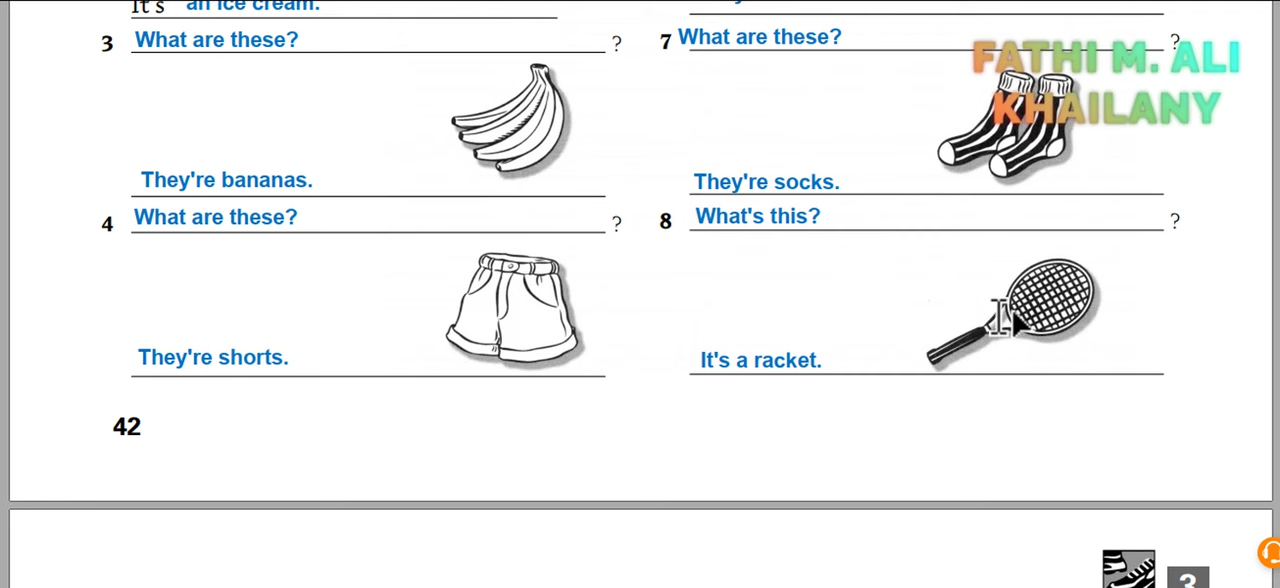 It's an ice cream.
3 What are these? ?
They're bananas.
4 What are these? ?
They're shorts.
7 What are these? ?
They're socks.
8 What's this? ?
It's a racket.
FATHI M. ALI
KHAILANY
42
3